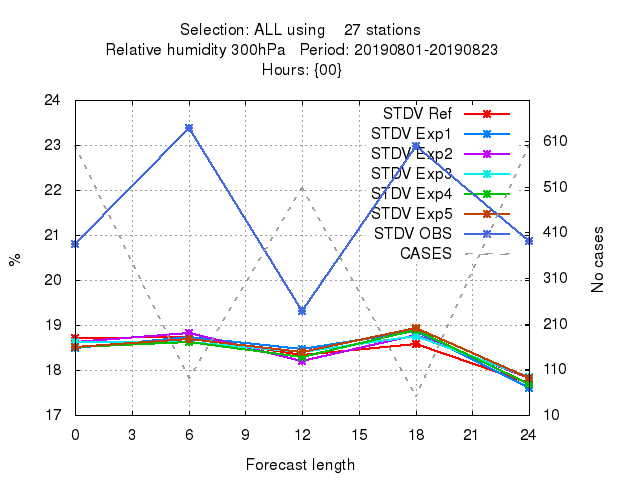 Selection: ALL using 27 stations
Relative humidity 300hPa Period: 20190801-20190823
Hours: {00}
24
23
22
21
20
19
18
17
%
610
510
410
310
210
110
10
No cases
STDV Ref
STDV Exp1
STDV Exp2
STDV Exp3
STDV Exp4
STDV Exp5
STDV OBS
CASES
0 3 6 9 12 15 18 21 24
Forecast length